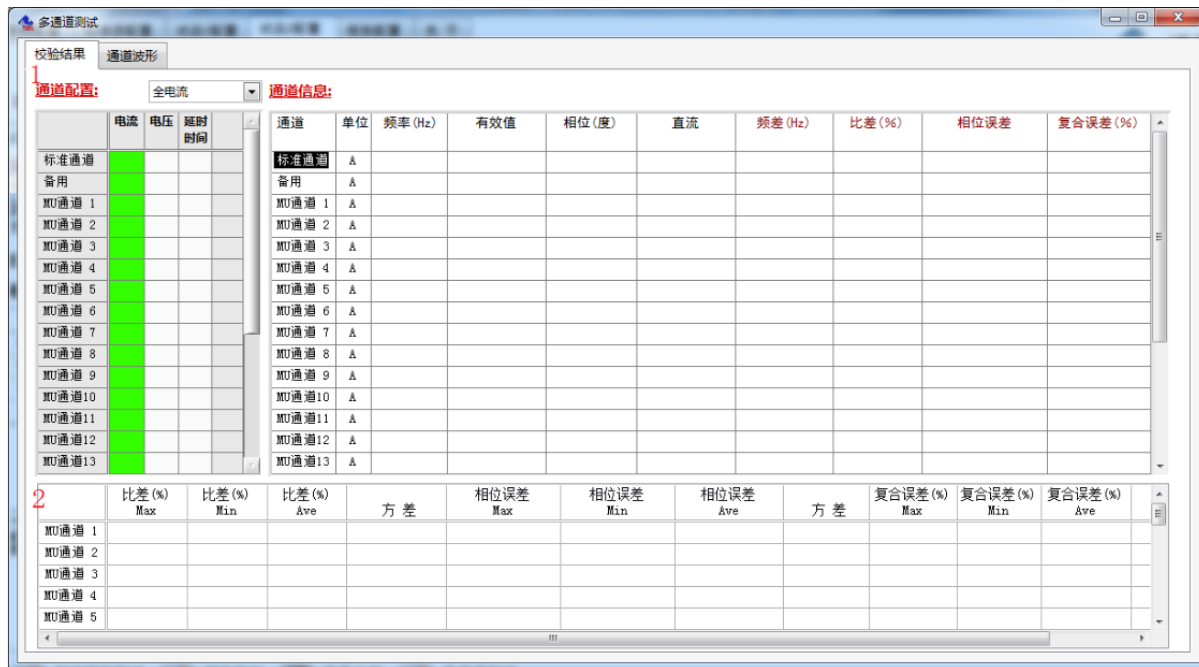 多通道测试
校验结果 通道波形
1
通道配置: 全电流 通道信息:
电流 电压 延时时间 通道 单位 频率(Hz) 有效值 相位(度) 直流 频差(Hz) 比差(%) 相位误差 复合误差(%)
标准通道 标准通道 A
备用 备用 A
MU通道 1 MU通道 1 A
MU通道 2 MU通道 2 A
MU通道 3 MU通道 3 A
MU通道 4 MU通道 4 A
MU通道 5 MU通道 5 A
MU通道 6 MU通道 6 A
MU通道 7 MU通道 7 A
MU通道 8 MU通道 8 A
MU通道 9 MU通道 9 A
MU通道10 MU通道10 A
MU通道11 MU通道11 A
MU通道12 MU通道12 A
MU通道13 MU通道13 A
2
比差(%) 比差(%) 比差(%) 方 差 相位误差 相位误差 相位误差 方 差 复合误差(%) 复合误差(%) 复合误差(%)
Max Min Ave Max Min Ave Max Min Ave
MU通道 1
MU通道 2
MU通道 3
MU通道 4
MU通道 5